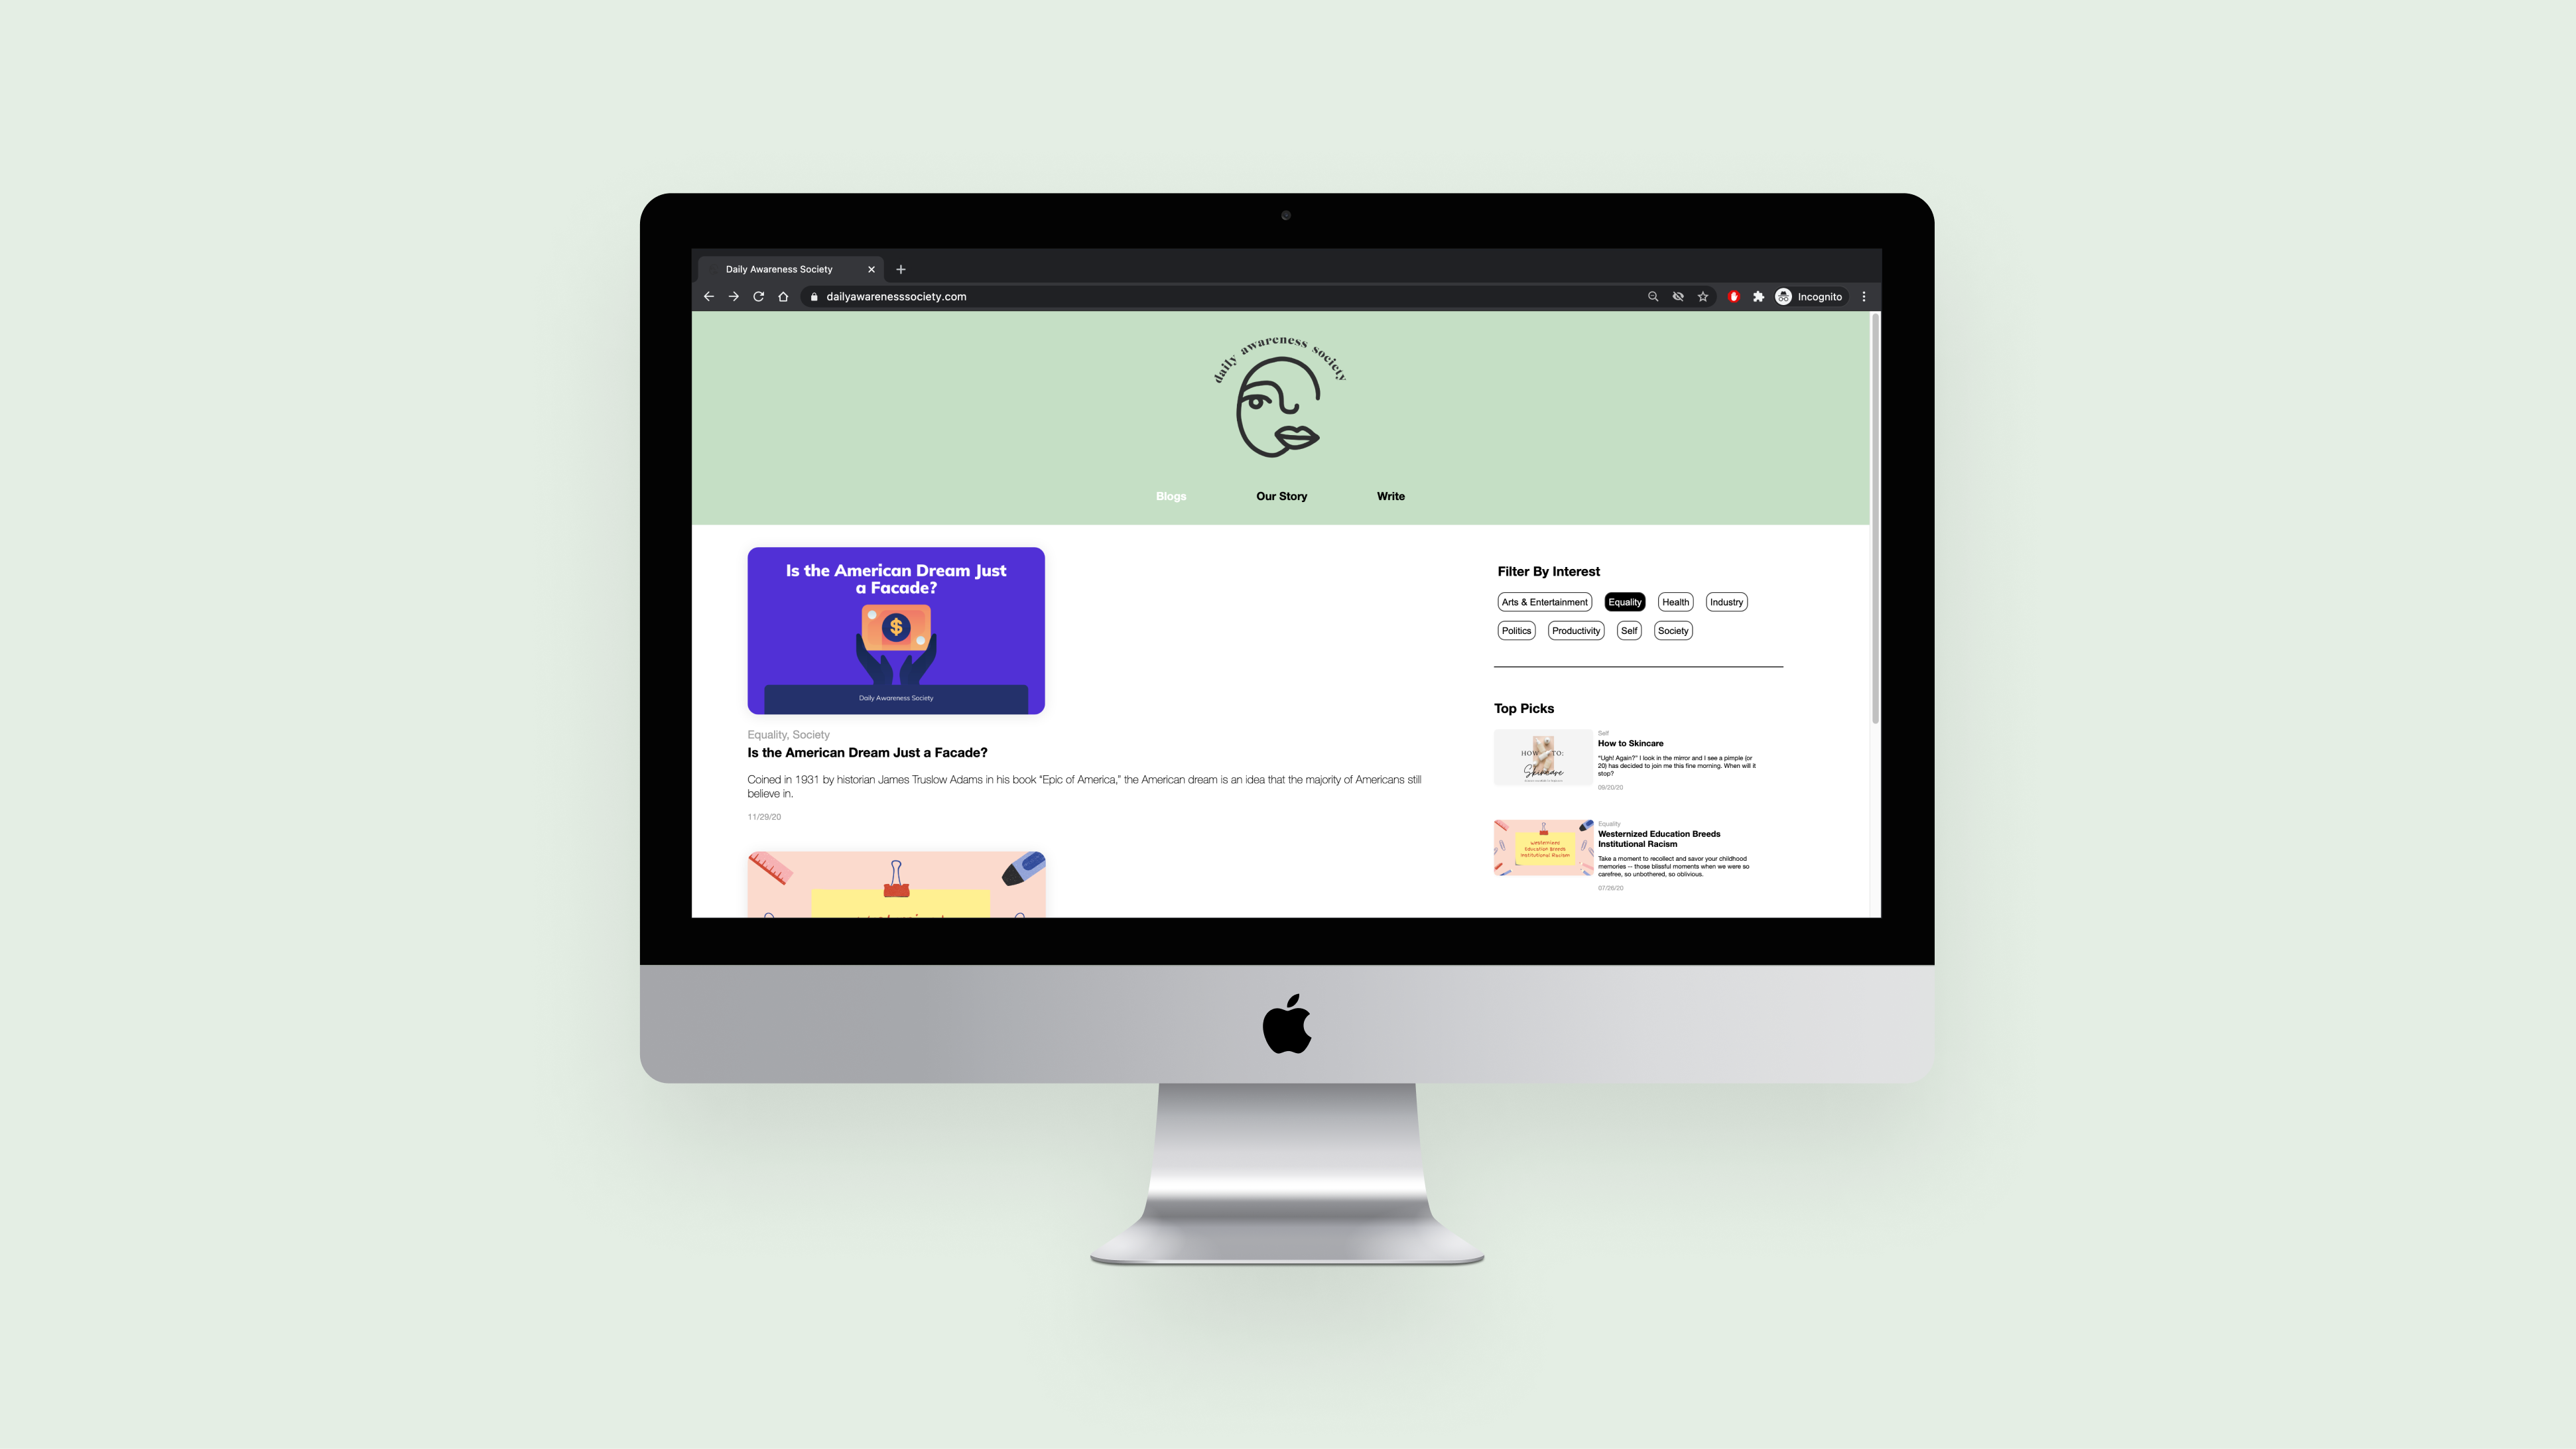 Daily Awareness Society
dailyawarenesssociety.com
Incognito
daily awareness society
Blogs
Our Story
Write
Is the American Dream Just
a Facade?
$
Daily Awareness Society
Equality, Society
Is the American Dream Just a Facade?
Coined in 1931 by historian James Truslow Adams in his book “Epic of America,” the American dream is an idea that the majority of Americans still
believe in.
11/29/20
Filter By Interest
Arts & Entertainment
Equality
Health
Industry
Politics
Productivity
Self
Society
Top Picks
HOW TO:
Skincare
Self
How to Skincare
"Ugh! Again?" I look in the mirror and I see a pimple (or
20) has decided to join me this fine morning. When will it
stop?
09/20/20
Westernized
Education Breeds
Institutional Racism
Equality
Westernized Education Breeds
Institutional Racism
Take a moment to recollect and savor your childhood
memories -- those blissful moments when we were so
carefree, so unbothered, so oblivious.
07/26/20